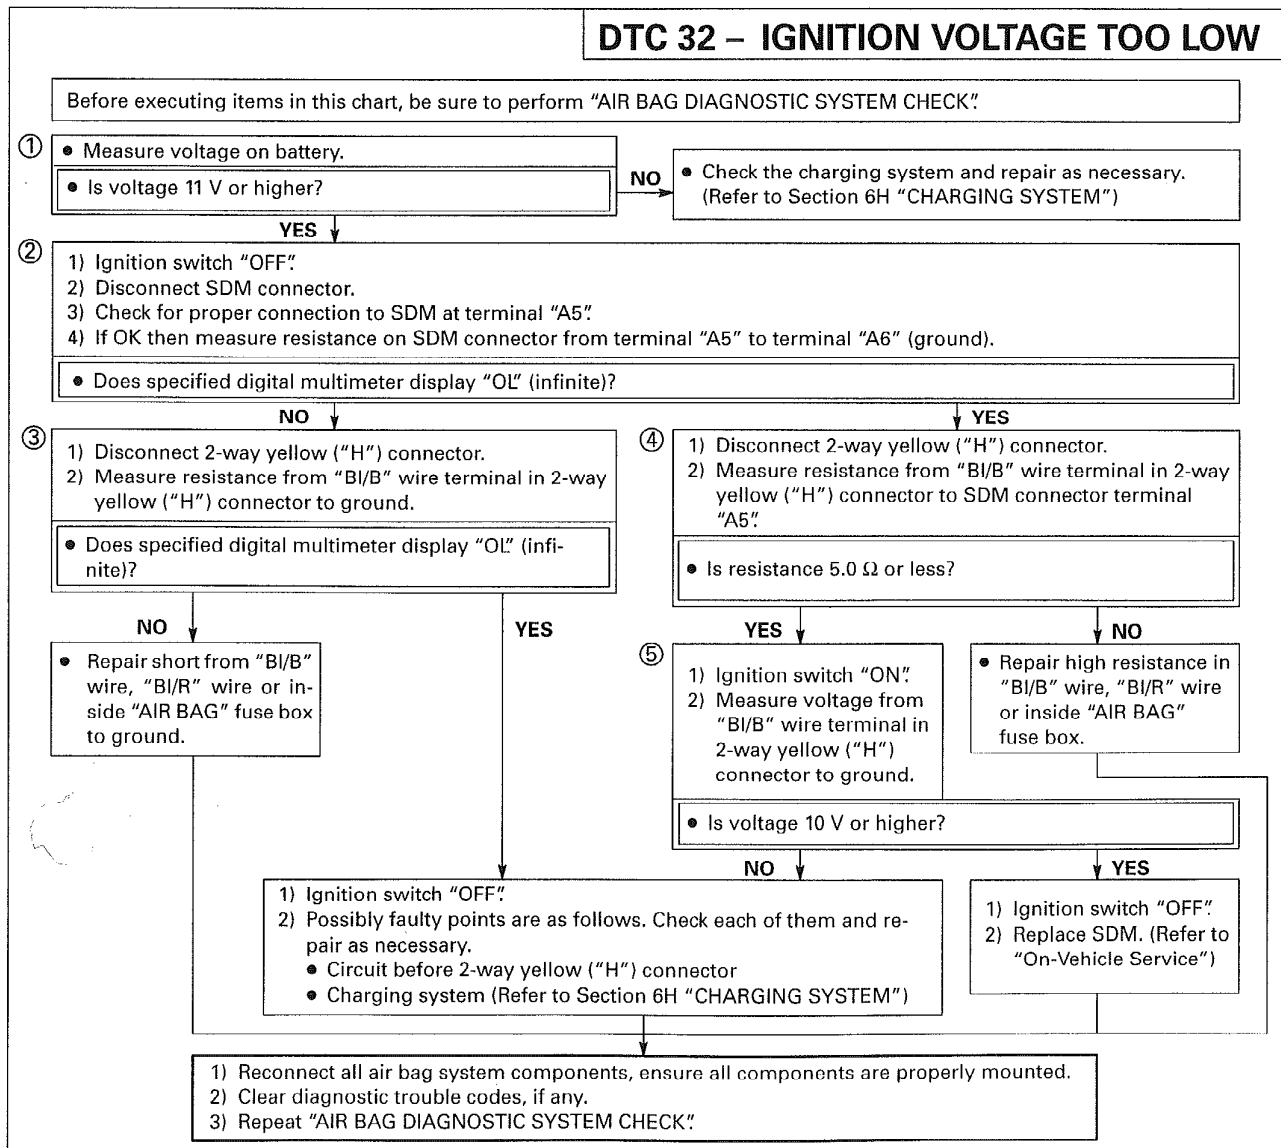 DTC 32 – IGNITION VOLTAGE TOO LOW
Before executing items in this chart, be sure to perform “AIR BAG DIAGNOSTIC SYSTEM CHECK”.
①
● Measure voltage on battery.
● Is voltage 11 V or higher?
NO
● Check the charging system and repair as necessary.
(Refer to Section 6H “CHARGING SYSTEM”)
YES
②
1) Ignition switch “OFF”.
2) Disconnect SDM connector.
3) Check for proper connection to SDM at terminal “A5”.
4) If OK then measure resistance on SDM connector from terminal “A5” to terminal “A6” (ground).
● Does specified digital multimeter display “OL” (infinite)?
NO
YES
③
1) Disconnect 2-way yellow (“H”) connector.
2) Measure resistance from “Bl/B” wire terminal in 2-way
yellow (“H”) connector to ground.
● Does specified digital multimeter display “OL” (infi-
nite)?
④
1) Disconnect 2-way yellow (“H”) connector.
2) Measure resistance from “Bl/B” wire terminal in 2-way
yellow (“H”) connector to SDM connector terminal
“A5”.
● Is resistance 5.0 Ω or less?
NO
YES
YES
NO
● Repair short from “Bl/B”
wire, “Bl/R” wire or in-
side “AIR BAG” fuse box
to ground.
⑤
1) Ignition switch “ON”.
2) Measure voltage from
“Bl/B” wire terminal in
2-way yellow (“H”)
connector to ground.
● Is voltage 10 V or higher?
● Repair high resistance in
“Bl/B” wire, “Bl/R” wire
or inside “AIR BAG”
fuse box.
NO
YES
1) Ignition switch “OFF”.
2) Possibly faulty points are as follows. Check each of them and re-
pair as necessary.
● Circuit before 2-way yellow (“H”) connector
● Charging system (Refer to Section 6H “CHARGING SYSTEM”)
1) Ignition switch “OFF”.
2) Replace SDM. (Refer to
“On-Vehicle Service”)
1) Reconnect all air bag system components, ensure all components are properly mounted.
2) Clear diagnostic trouble codes, if any.
3) Repeat “AIR BAG DIAGNOSTIC SYSTEM CHECK”.